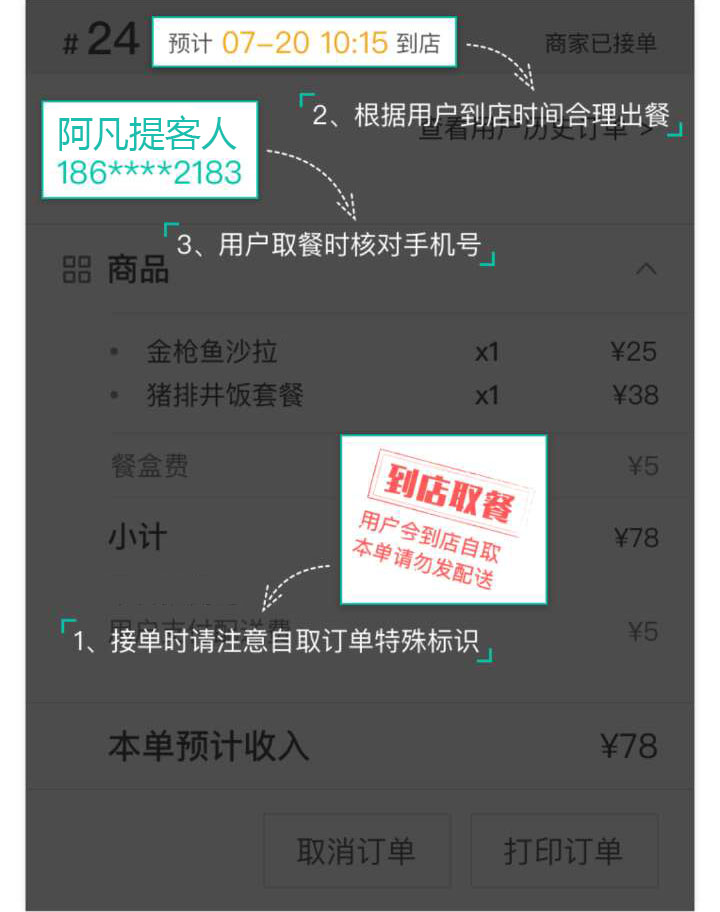 #24 预计 07-20 10:15 到店 商家已接单
2、根据用户到店时间合理出餐
查看用户历史订单 >
阿凡提客人
186****2183
3、用户取餐时核对手机号
商品
• 金枪鱼沙拉 x1 ¥25
• 猪排井饭套餐 x1 ¥38
餐盒费 ¥5
到店取餐
用户会到店自取
本单请勿发配送
小计 ¥78
用户支付配送费 ¥5
1、接单时请注意自取订单特殊标识
本单预计收入 ¥78
取消订单 打印订单